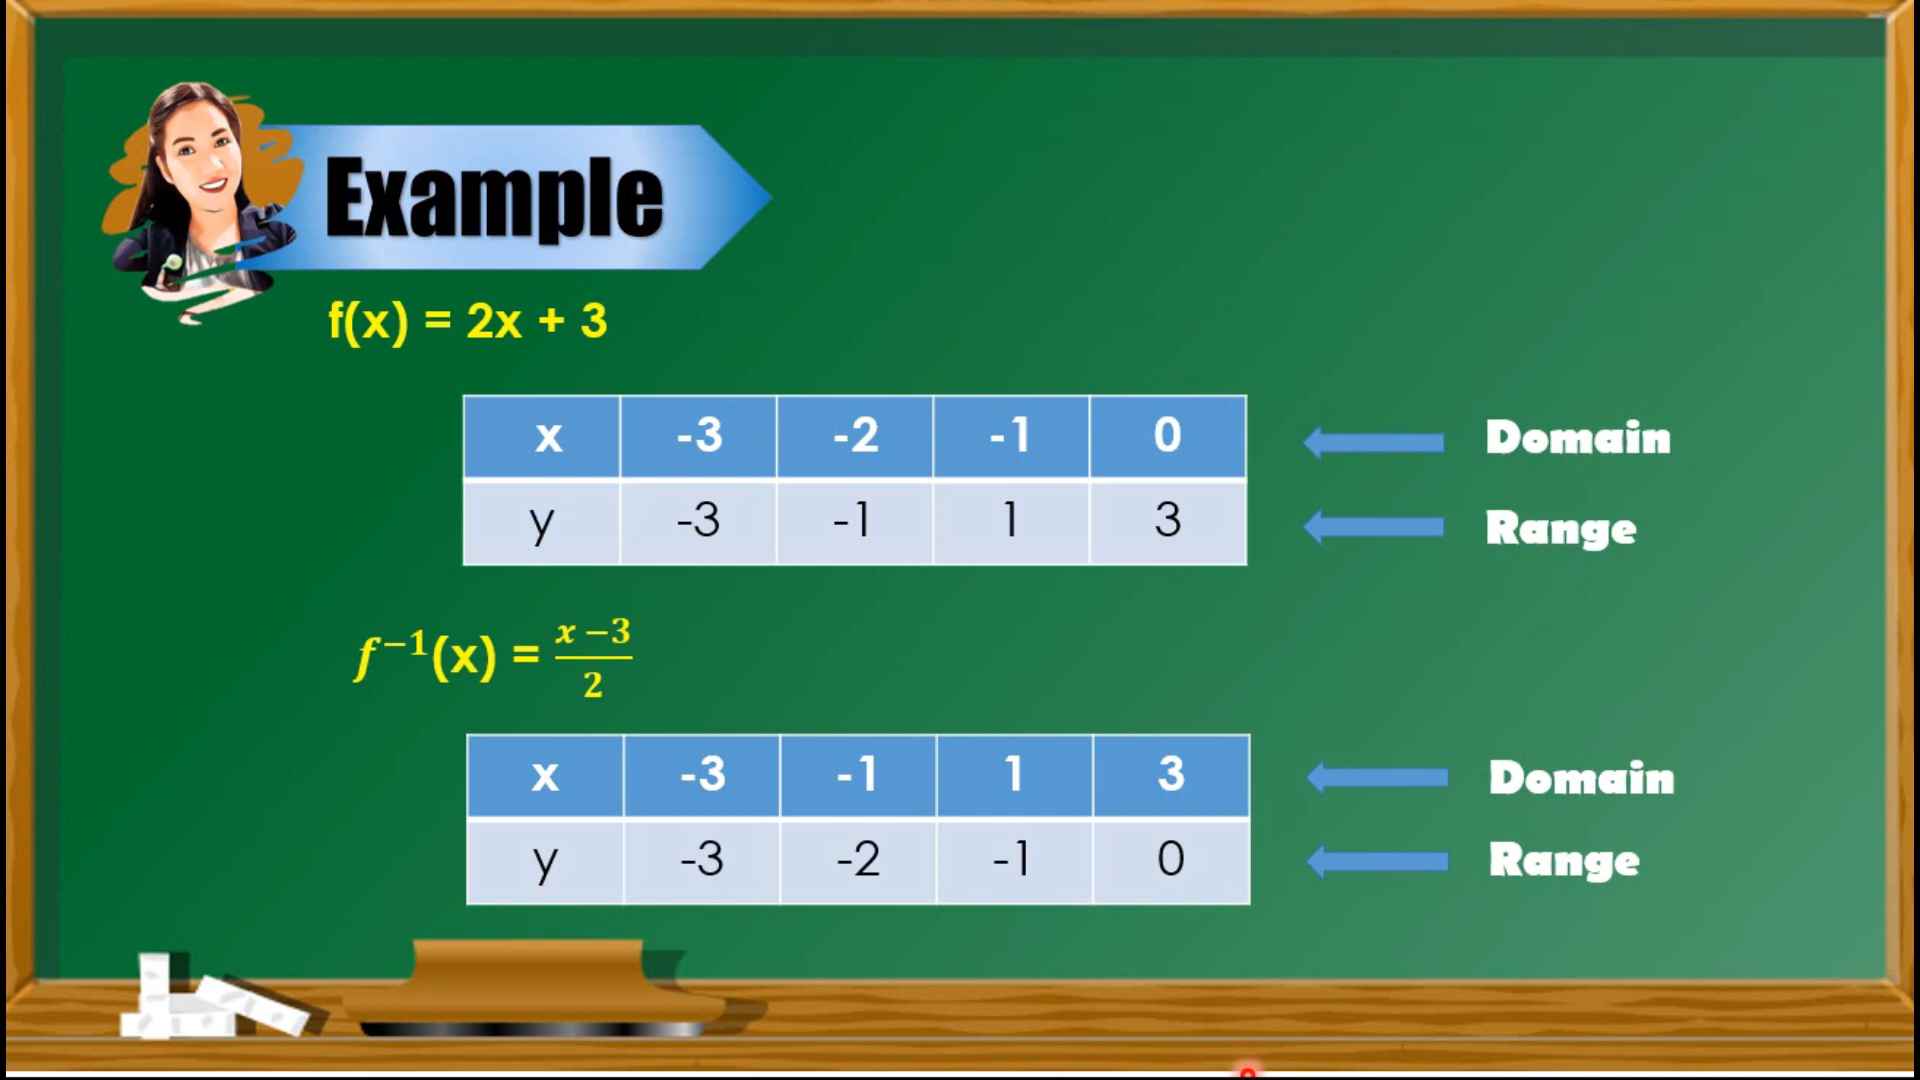 Example
f(x) = 2x + 3
x -3 -2 -1 0 Domain
y -3 -1 1 3 Range
f⁻¹(x) = x – 3 / 2
x -3 -1 1 3 Domain
y -3 -2 -1 0 Range